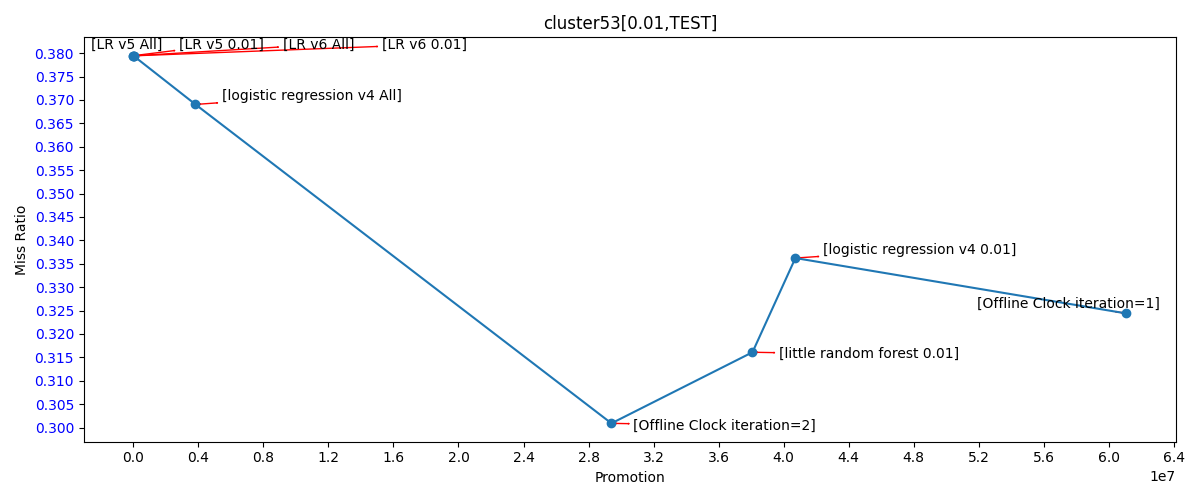 cluster53[0.01,TEST]
[LR v5 All] [LR v5 0.01] [LR v6 All] [LR v6 0.01]
0.380
0.375
[logistic regression v4 All]
0.370
0.365
0.360
0.355
0.350
0.345
0.340
[logistic regression v4 0.01]
0.335
0.330
0.325
[Offline Clock iteration=1]
0.320
0.315
[little random forest 0.01]
0.310
0.305
0.300
[Offline Clock iteration=2]
Miss Ratio
0.0 0.4 0.8 1.2 1.6 2.0 2.4 2.8 3.2 3.6 4.0 4.4 4.8 5.2 5.6 6.0 6.4
Promotion
1e7